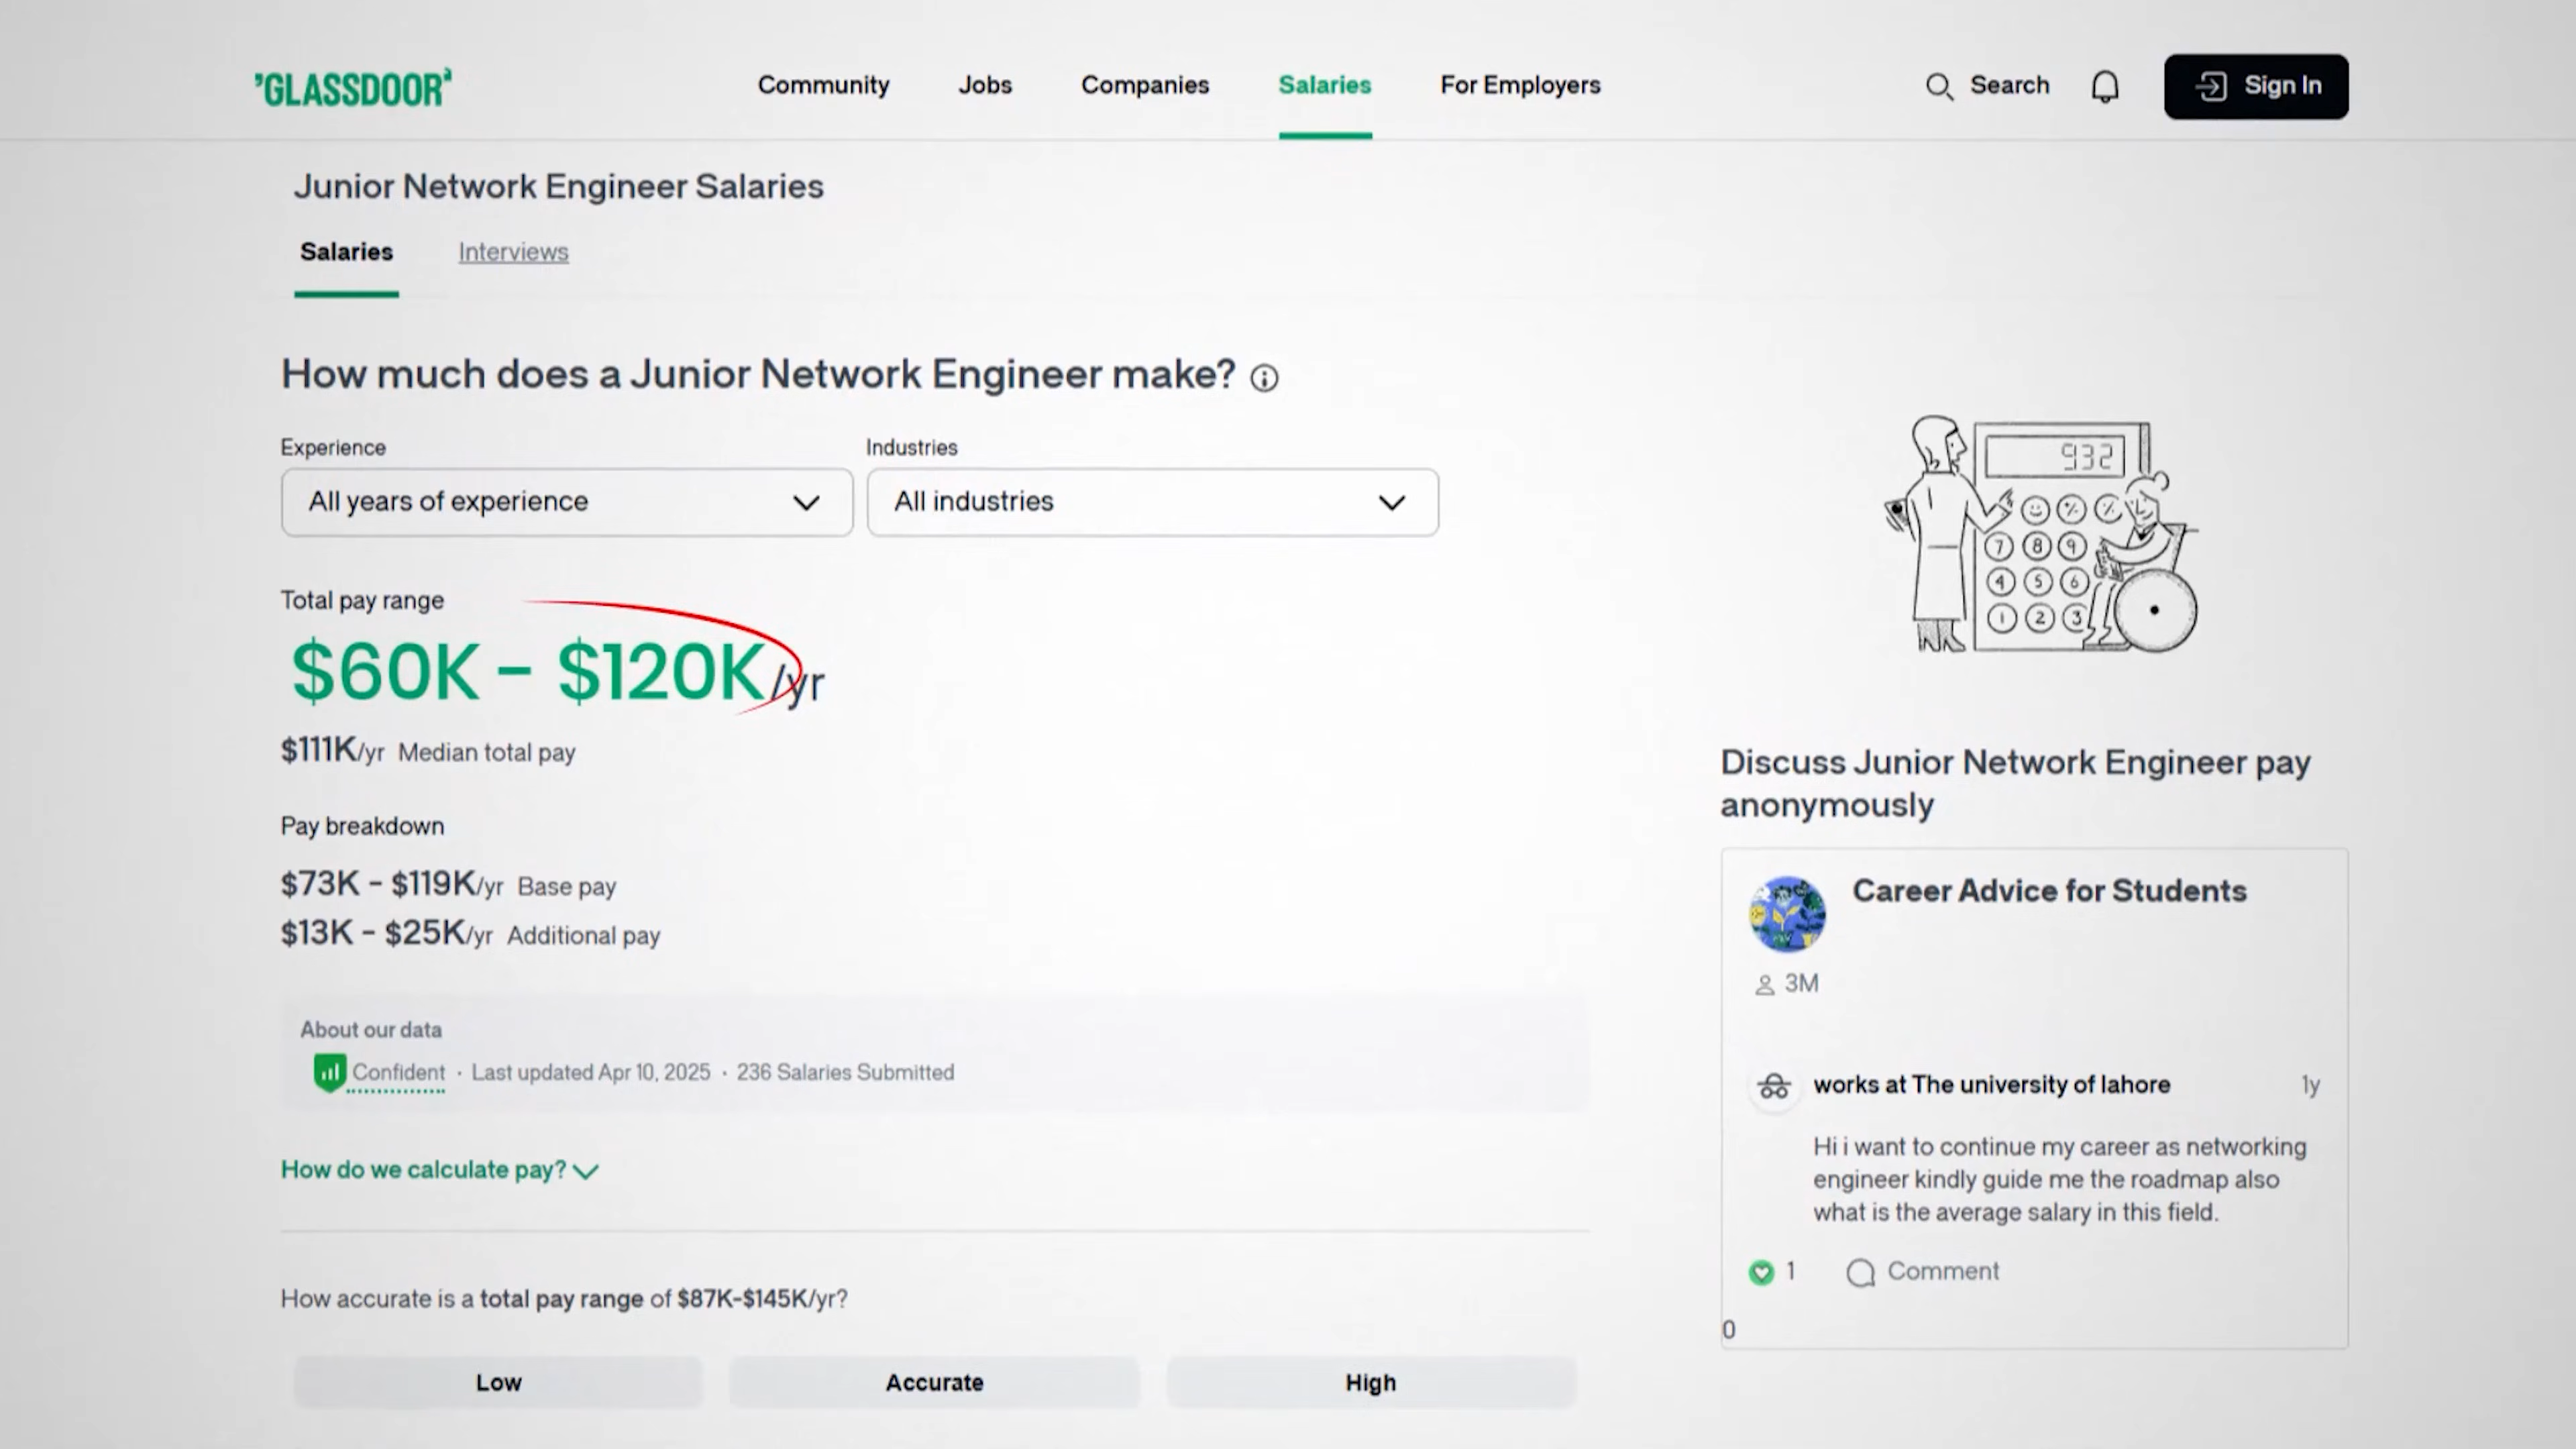 GLASSDOOR
Community Jobs Companies Salaries For Employers Search Sign In
Junior Network Engineer Salaries
Salaries Interviews
How much does a Junior Network Engineer make?
Experience
All years of experience
Industries
All industries
Total pay range
$60K - $120K/yr
$111K/yr Median total pay
Pay breakdown
$73K - $119K/yr Base pay
$13K - $25K/yr Additional pay
About our data
Confident · Last updated Apr 10, 2025 · 236 Salaries Submitted
How do we calculate pay?
How accurate is a total pay range of $87K-$145K/yr?
Low Accurate High
932
% %
7 8 9
4 5 6
1 2 3
Discuss Junior Network Engineer pay
anonymously
Career Advice for Students
3M
works at The university of lahore 1y
Hi i want to continue my career as networking
engineer kindly guide me the roadmap also
what is the average salary in this field.
1 Comment
0